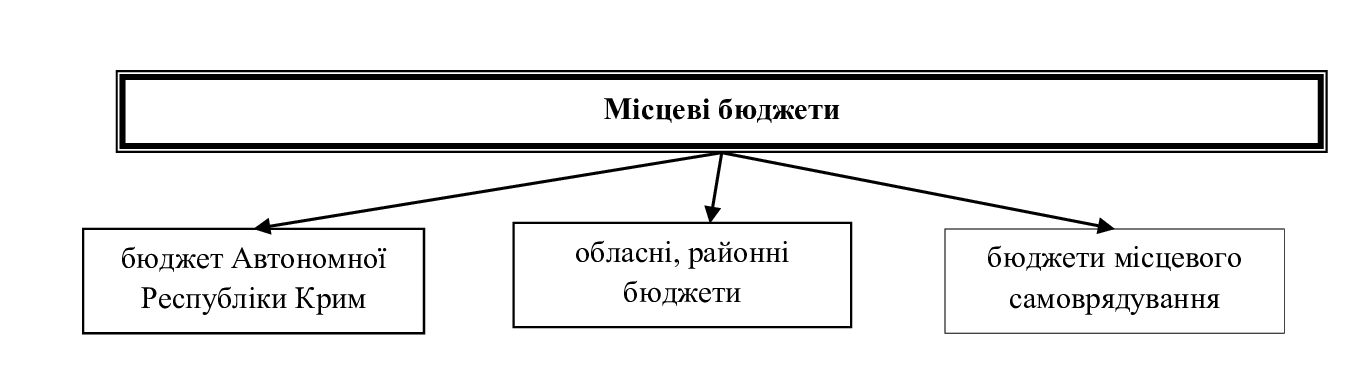 Місцеві бюджети
бюджет Автономної
Республіки Крим
обласні, районні
бюджети
бюджети місцевого
самоврядування